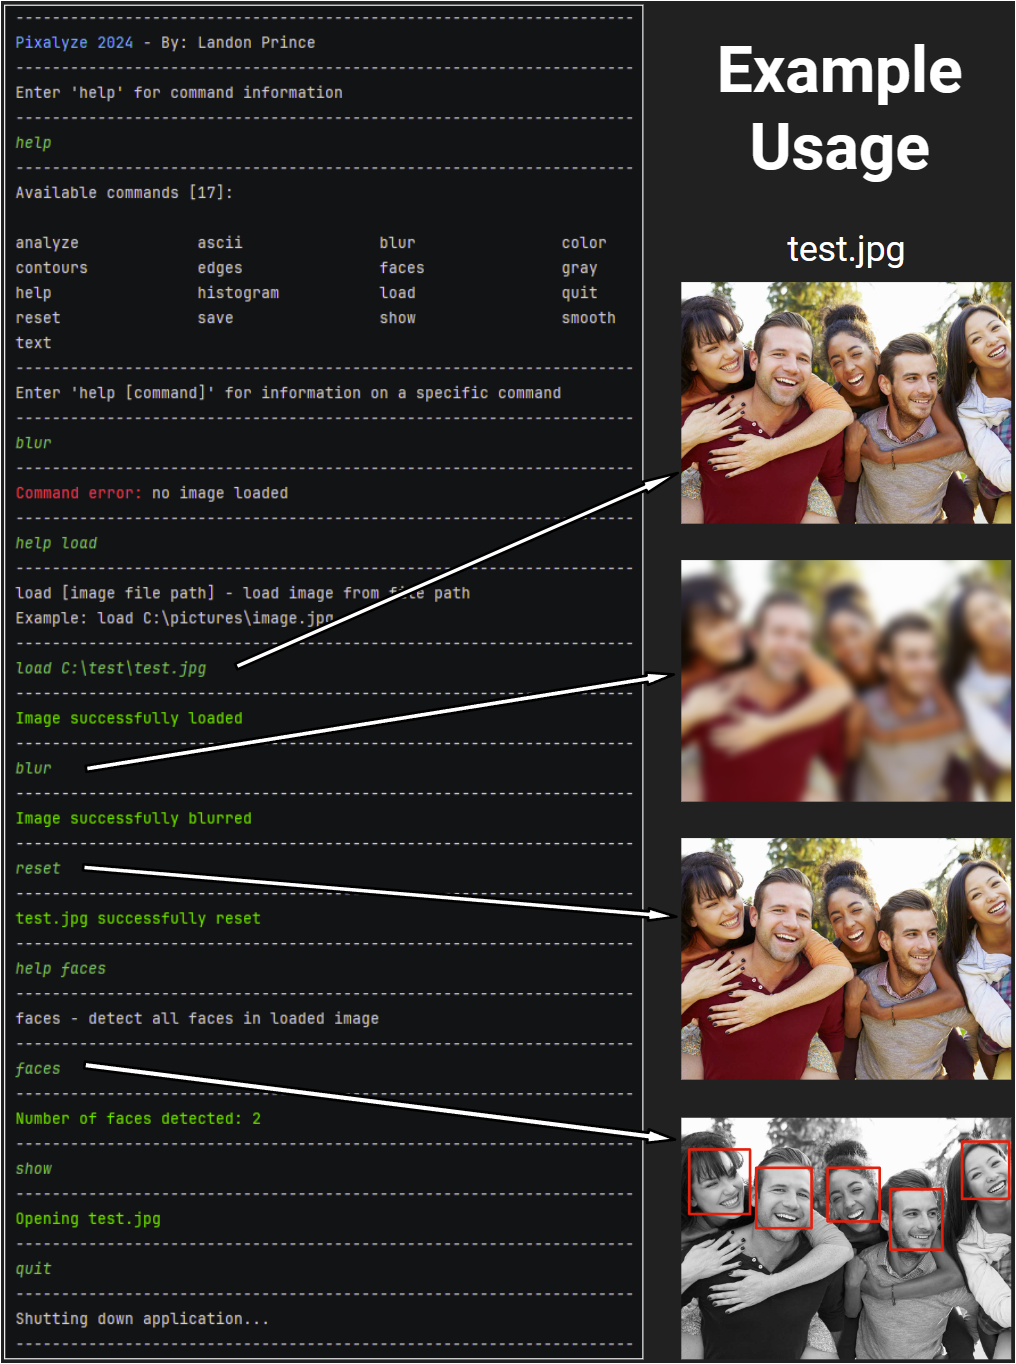 Pixalyze 2024 - By: Landon Prince
Enter 'help' for command information
help
Available commands [17]:
analyze ascii blur color
contours edges faces gray
help histogram load quit
reset save show smooth
text
Enter 'help [command]' for information on a specific command
blur
Command error: no image loaded
help load
load [image file path] - load image from file path
Example: load C:\pictures\image.jpg
load C:\test\test.jpg
Image successfully loaded
blur
Image successfully blurred
reset
test.jpg successfully reset
help faces
faces - detect all faces in loaded image
faces
Number of faces detected: 2
show
Opening test.jpg
quit
Shutting down application...
Example
Usage
test.jpg